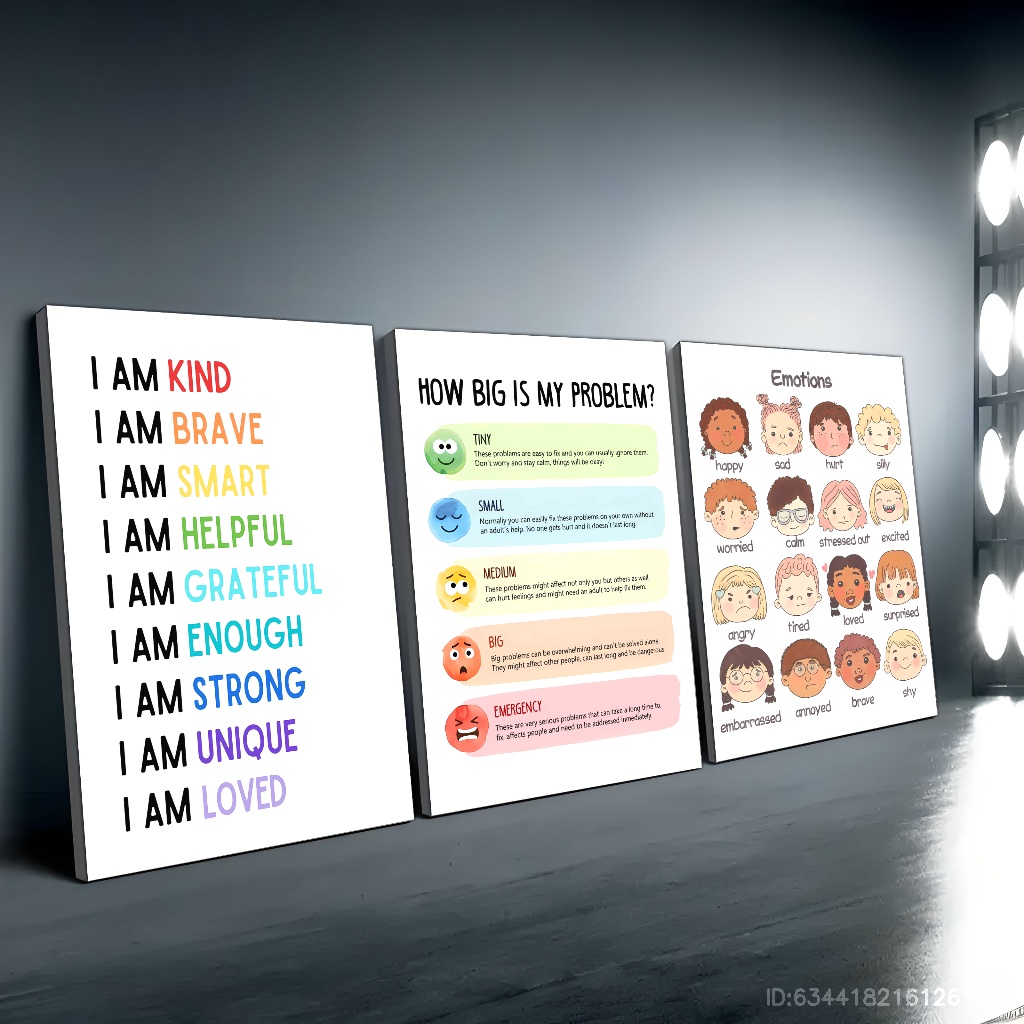 I AM KIND
I AM BRAVE
I AM SMART
I AM HELPFUL
I AM GRATEFUL
I AM ENOUGH
I AM STRONG
I AM UNIQUE
I AM LOVED
HOW BIG IS MY PROBLEM?
TINY
These problems are easy to fix and you can usually ignore them.
Don't worry and stay calm, things will be okay!
SMALL
Normally you can easily fix these problems on your own without
an adult's help. No one gets hurt and it doesn't last long.
MEDIUM
These problems might affect not only you but others as well,
can hurt feelings and might need an adult to help fix them.
BIG
Big problems can be overwhelming and can't be solved alone.
They might affect other people, can last long and be dangerous
EMERGENCY
These are very serious problems that can take a long time to,
fix, affects people and need to be addressed immediately.
Emotions
happy sad hurt silly
worried calm stressed out excited
angry tired loved surprised
embarrassed annoyed brave shy